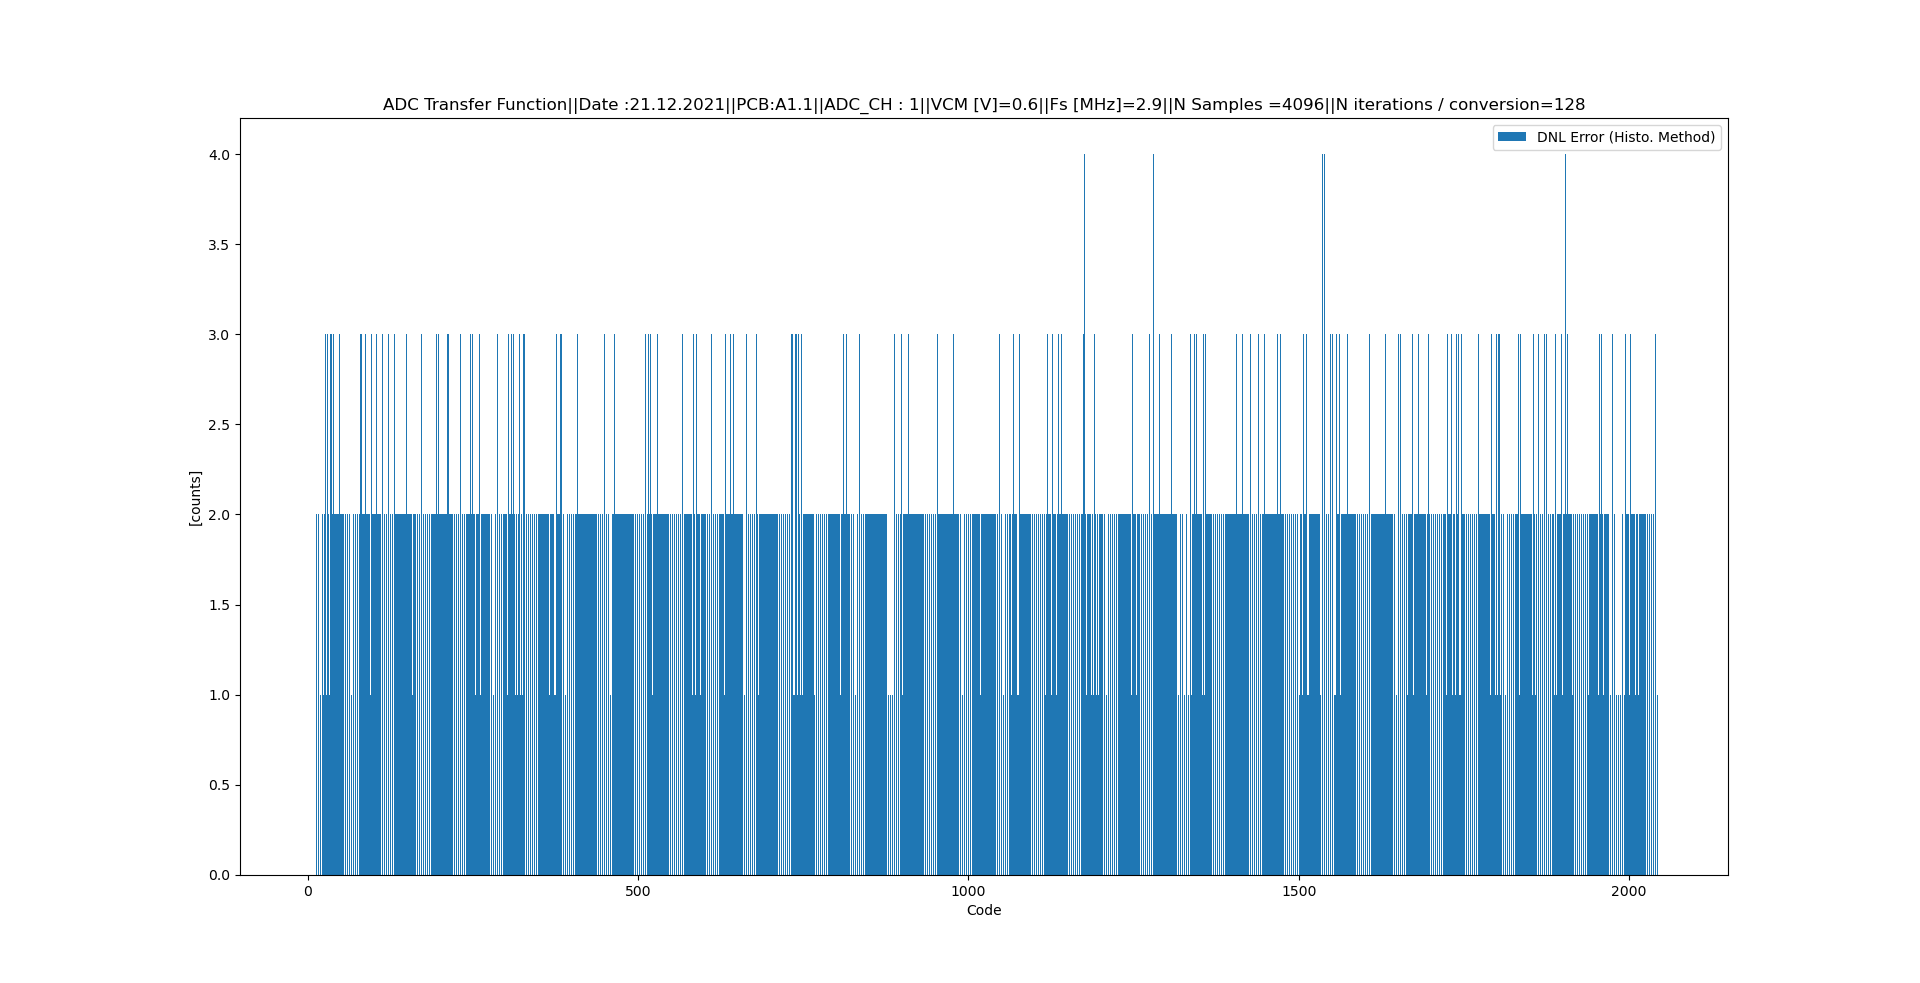 ADC Transfer Function||Date :21.12.2021||PCB:A1.1||ADC_CH : 1||VCM [V]=0.6||Fs [MHz]=2.9||N Samples =4096||N iterations / conversion=128
DNL Error (Histo. Method)
4.0
3.5
3.0
2.5
2.0
1.5
1.0
0.5
0.0
[counts]
0 500 1000 1500 2000
Code